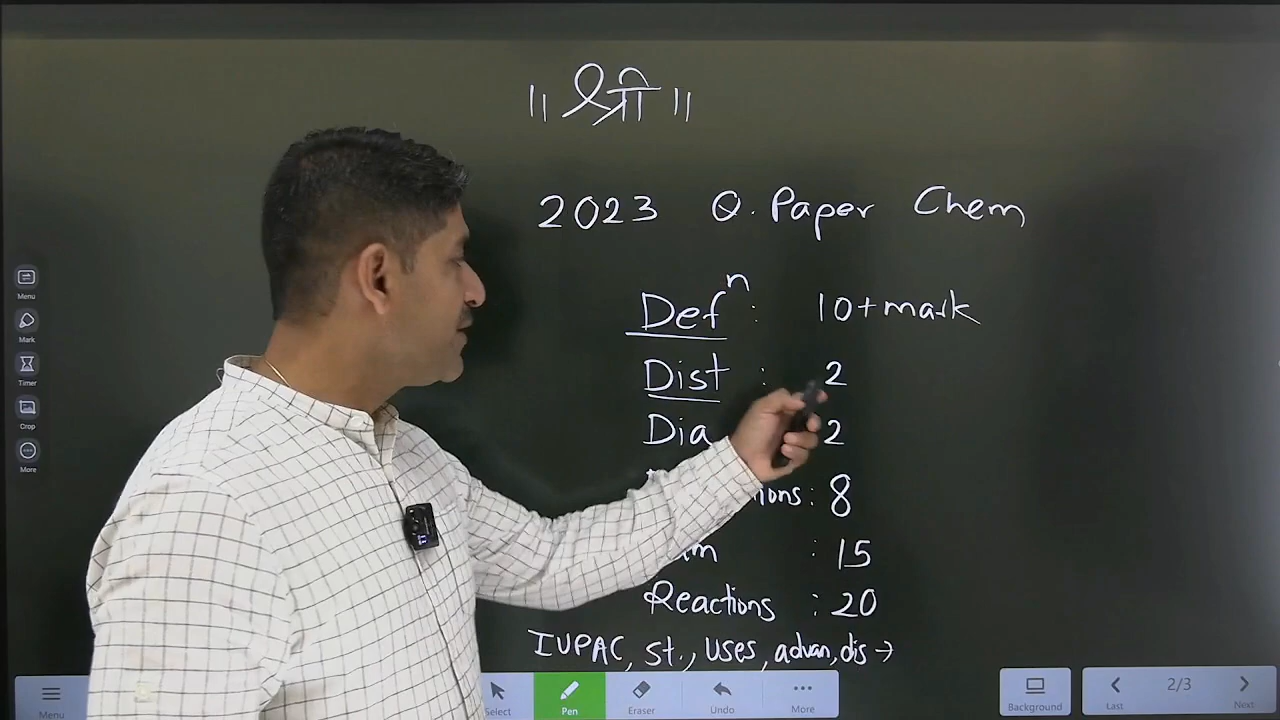 ॥ श्री ॥
2023 Q. Paper Chem
Defⁿ : 10+mark
Dist : 2
Dia 2
ions : 8
: 15
Reactions : 20
IUPAC, st., uses, advan, dis →
Menu
Mark
Timer
Crop
More
Menu
Select
Pen
Eraser
Undo
More
Background
Last
2/3
Next